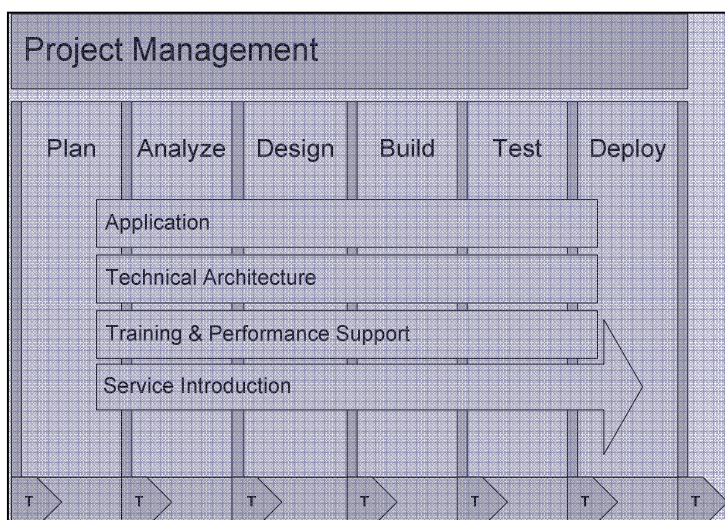 Project Management
Plan Analyze Design Build Test Deploy
Application
Technical Architecture
Training & Performance Support
Service Introduction
T T T T T T T